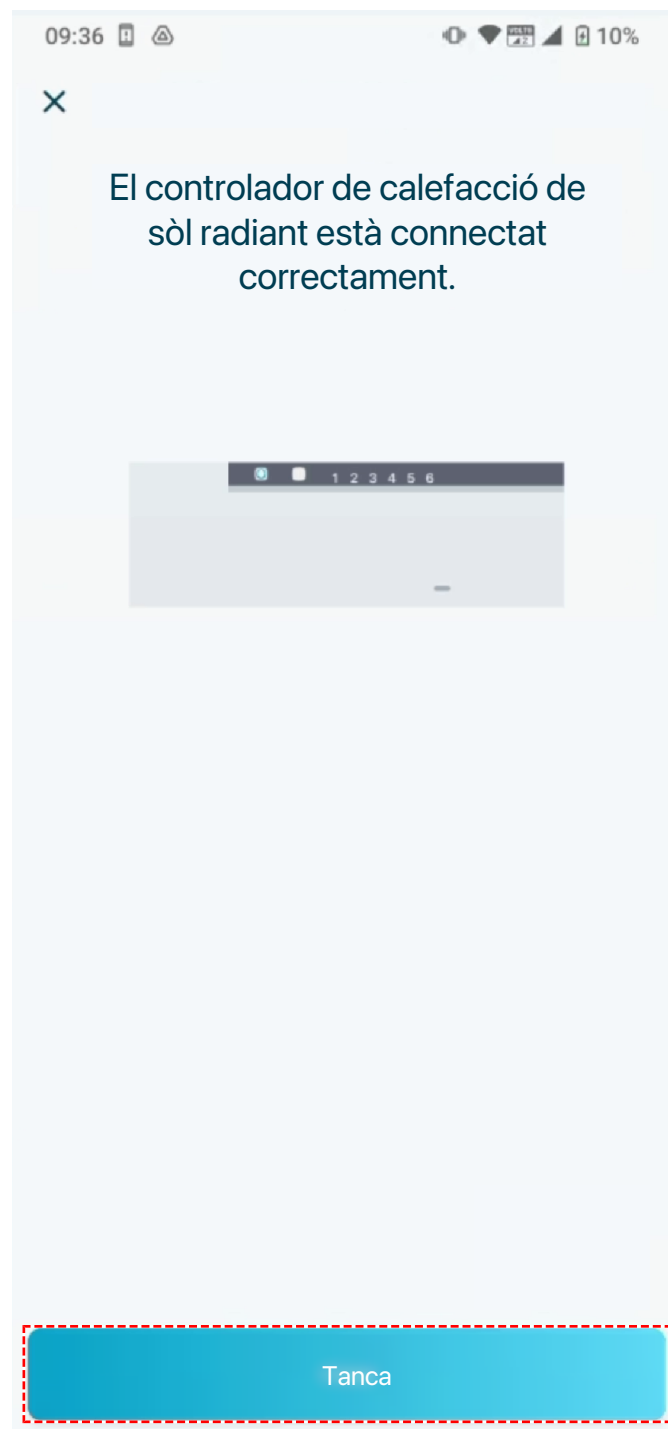 09:36
10%
El controlador de calefacció de
sòl radiant està connectat
correctament.
1 2 3 4 5 6
Tanca